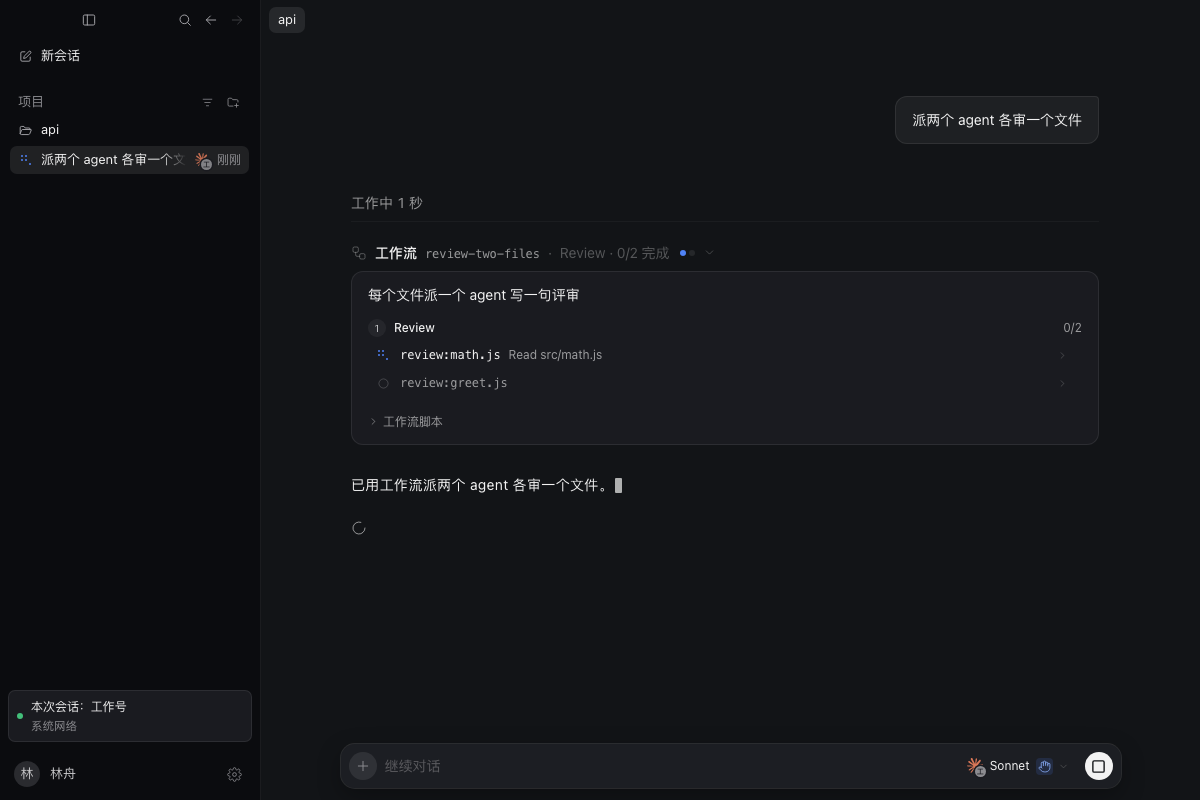 api
新会话
项目
api
派两个 agent 各审一个文 工 刚刚
派两个 agent 各审一个文件
工作中 1 秒
工作流 review-two-files · Review · 0/2 完成
每个文件派一个 agent 写一句评审
1 Review 0/2
review:math.js Read src/math.js
review:greet.js
工作流脚本
已用工作流派两个 agent 各审一个文件。
本次会话：工作号
系统网络
林 林舟
继续对话 工 Sonnet